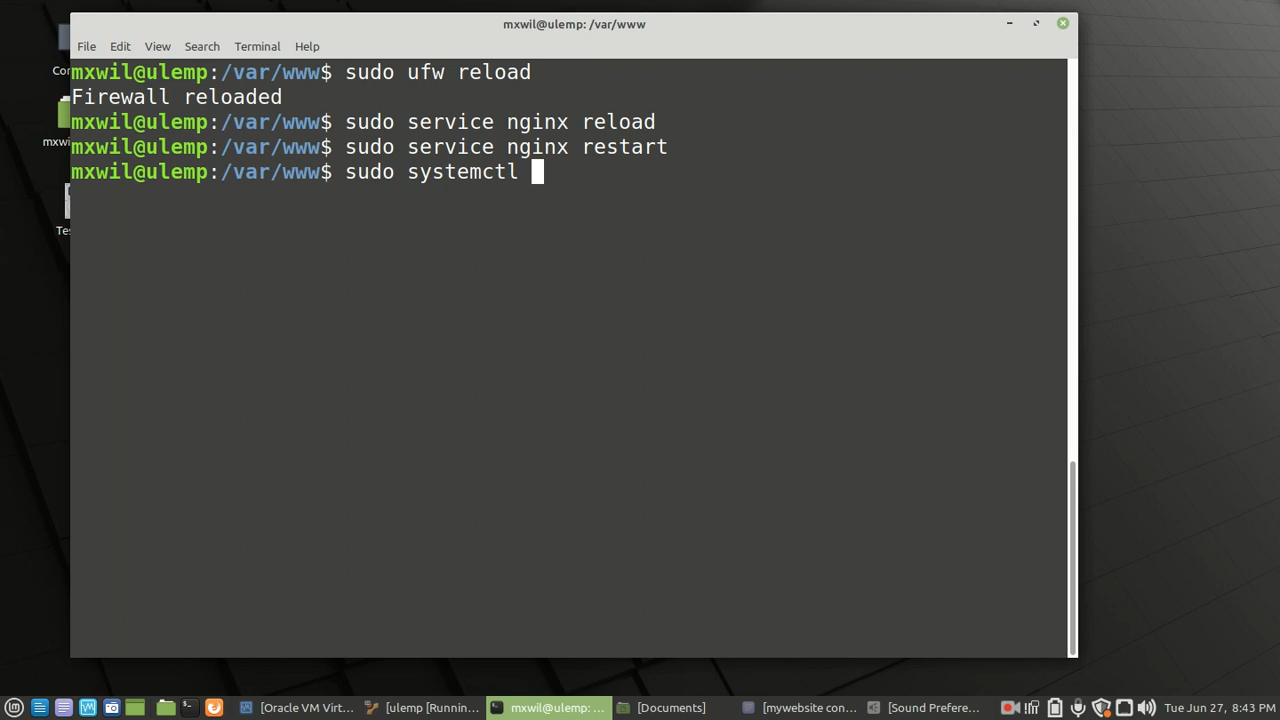 mxwil@ulemp: /var/www
File Edit View Search Terminal Help
mxwil@ulemp:/var/www$ sudo ufw reload
Firewall reloaded
mxwil@ulemp:/var/www$ sudo service nginx reload
mxwil@ulemp:/var/www$ sudo service nginx restart
mxwil@ulemp:/var/www$ sudo systemctl
Co
mxwi
Te
[Oracle VM Virt... [ulemp [Runnin... mxwil@ulemp: ... [Documents] [mywebsite con... [Sound Prefere... Tue Jun 27, 8:43 PM